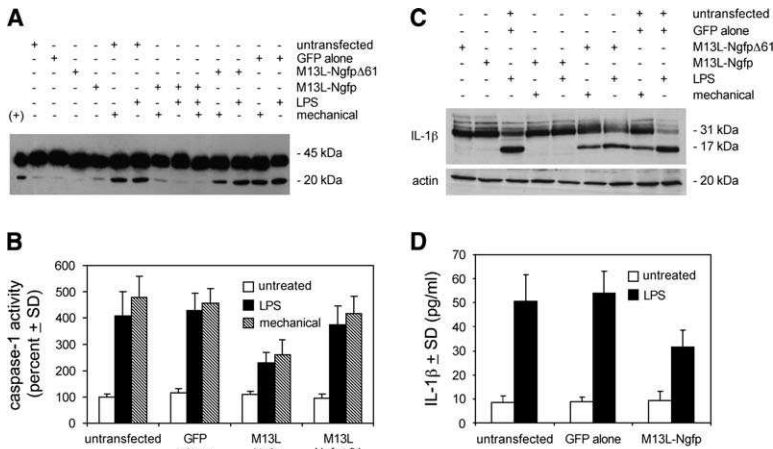 A
untransfected
GFP alone
M13L-NgfpΔ61
M13L-Ngfp
LPS
(+) mechanical
- 45 kDa
- 20 kDa
B
caspase-1 activity
(percent ± SD)
600
500
400
300
200
100
0
untreated
LPS
mechanical
untransfected GFP M13L M13L
C
untransfected
GFP alone
M13L-NgfpΔ61
M13L-Ngfp
LPS
mechanical
IL-1β
- 31 kDa
- 17 kDa
actin
- 20 kDa
D
IL-1β ± SD (pg/ml)
70
60
50
40
30
20
10
0
untreated
LPS
untransfected GFP alone M13L-Ngfp